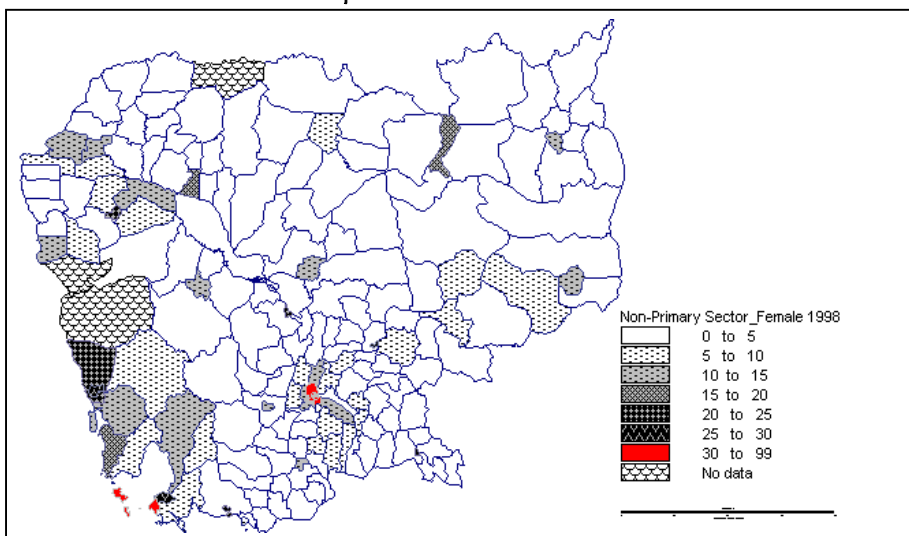 Non-Primary Sector_Female 1998
0 to 5
5 to 10
10 to 15
15 to 20
20 to 25
25 to 30
30 to 99
No data